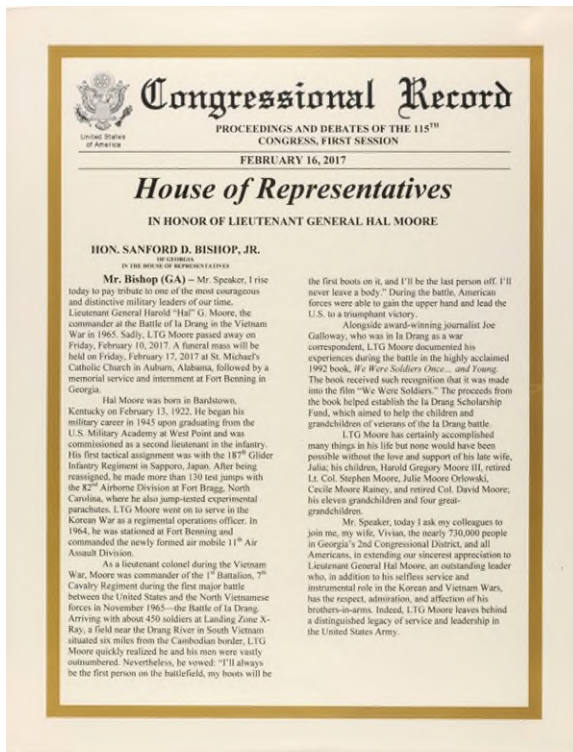 Congressional Record
United States
of America
PROCEEDINGS AND DEBATES OF THE 115TH
CONGRESS, FIRST SESSION
FEBRUARY 16, 2017
House of Representatives
IN HONOR OF LIEUTENANT GENERAL HAL MOORE
HON. SANFORD D. BISHOP, JR.
OF GEORGIA
IN THE HOUSE OF REPRESENTATIVES
Mr. Bishop (GA) – Mr. Speaker, I rise
today to pay tribute to one of the most courageous
and distinctive military leaders of our time,
Lieutenant General Harold "Hal" G. Moore, the
commander at the Battle of Ia Drang in the Vietnam
War in 1965. Sadly, LTG Moore passed away on
Friday, February 10, 2017. A funeral mass will be
held on Friday, February 17, 2017 at St. Michael's
Catholic Church in Auburn, Alabama, followed by a
memorial service and internment at Fort Benning in
Georgia.
Hal Moore was born in Bardstown,
Kentucky on February 13, 1922. He began his
military career in 1945 upon graduating from the
U.S. Military Academy at West Point and was
commissioned as a second lieutenant in the infantry.
His first tactical assignment was with the 187th Glider
Infantry Regiment in Sapporo, Japan. After being
reassigned, he made more than 130 test jumps with
the 82nd Airborne Division at Fort Bragg, North
Carolina, where he also jump-tested experimental
parachutes. LTG Moore went on to serve in the
Korean War as a regimental operations officer. In
1964, he was stationed at Fort Benning and
commanded the newly formed air mobile 11th Air
Assault Division.
As a lieutenant colonel during the Vietnam
War, Moore was commander of the 1st Battalion, 7th
Cavalry Regiment during the first major battle
between the United States and the North Vietnamese
forces in November 1965—the Battle of Ia Drang.
Arriving with about 450 soldiers at Landing Zone X-
Ray, a field near the Drang River in South Vietnam
situated six miles from the Cambodian border, LTG
Moore quickly realized he and his men were vastly
outnumbered. Nevertheless, he vowed: "I'll always
be the first person on the battlefield, my boots will be
the first boots on it, and I'll be the last person off. I'll
never leave a body." During the battle, American
forces were able to gain the upper hand and lead the
U.S. to a triumphant victory.
Alongside award-winning journalist Joe
Galloway, who was in Ia Drang as a war
correspondent, LTG Moore documented his
experiences during the battle in the highly acclaimed
1992 book, We Were Soldiers Once... and Young.
The book received such recognition that it was made
into the film "We Were Soldiers." The proceeds from
the book helped establish the Ia Drang Scholarship
Fund, which aimed to help the children and
grandchildren of veterans of the Ia Drang battle.
LTG Moore has certainly accomplished
many things in his life but none would have been
possible without the love and support of his late wife,
Julia; his children, Harold Gregory Moore III, retired
Lt. Col. Stephen Moore, Julie Moore Orlowski,
Cecile Moore Rainey, and retired Col. David Moore;
his eleven grandchildren and four great-
grandchildren.
Mr. Speaker, today I ask my colleagues to
join me, my wife, Vivian, the nearly 730,000 people
in Georgia's 2nd Congressional District, and all
Americans, in extending our sincerest appreciation to
Lieutenant General Hal Moore, an outstanding leader
who, in addition to his selfless service and
instrumental role in the Korean and Vietnam Wars,
has the respect, admiration, and affection of his
brothers-in-arms. Indeed, LTG Moore leaves behind
a distinguished legacy of service and leadership in
the United States Army.